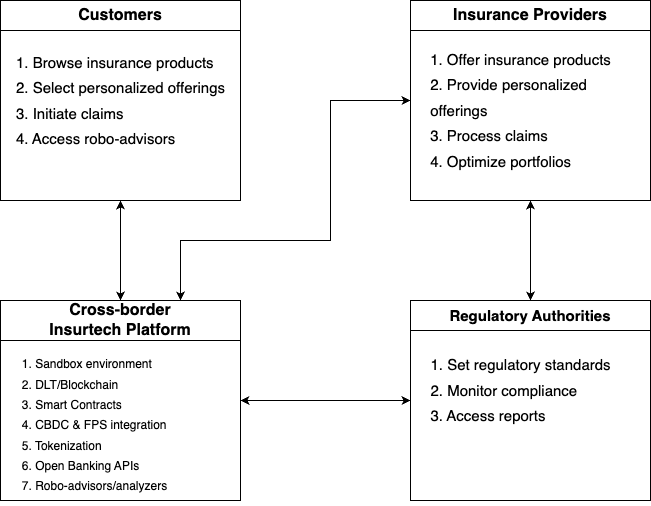 Customers
1. Browse insurance products
2. Select personalized offerings
3. Initiate claims
4. Access robo-advisors
Insurance Providers
1. Offer insurance products
2. Provide personalized
offerings
3. Process claims
4. Optimize portfolios
Cross-border
Insurtech Platform
1. Sandbox environment
2. DLT/Blockchain
3. Smart Contracts
4. CBDC & FPS integration
5. Tokenization
6. Open Banking APIs
7. Robo-advisors/analyzers
Regulatory Authorities
1. Set regulatory standards
2. Monitor compliance
3. Access reports